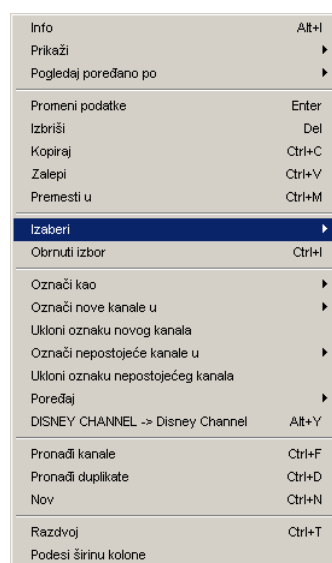 Info Alt+I
Prikaži
Pogledaj poređano po
Promeni podatke Enter
Izbriši Del
Kopiraj Ctrl+C
Zalepi Ctrl+V
Premesti u Ctrl+M
Izaberi
Obrnuti izbor Ctrl+I
Označi kao
Označi nove kanale u
Ukloni oznaku novog kanala
Označi nepostojeće kanale u
Ukloni oznaku nepostojećeg kanala
Poređaj
DISNEY CHANNEL -> Disney Channel Alt+Y
Pronađi kanale Ctrl+F
Pronađi duplikate Ctrl+D
Nov Ctrl+N
Razdvoj Ctrl+T
Podesi širinu kolone